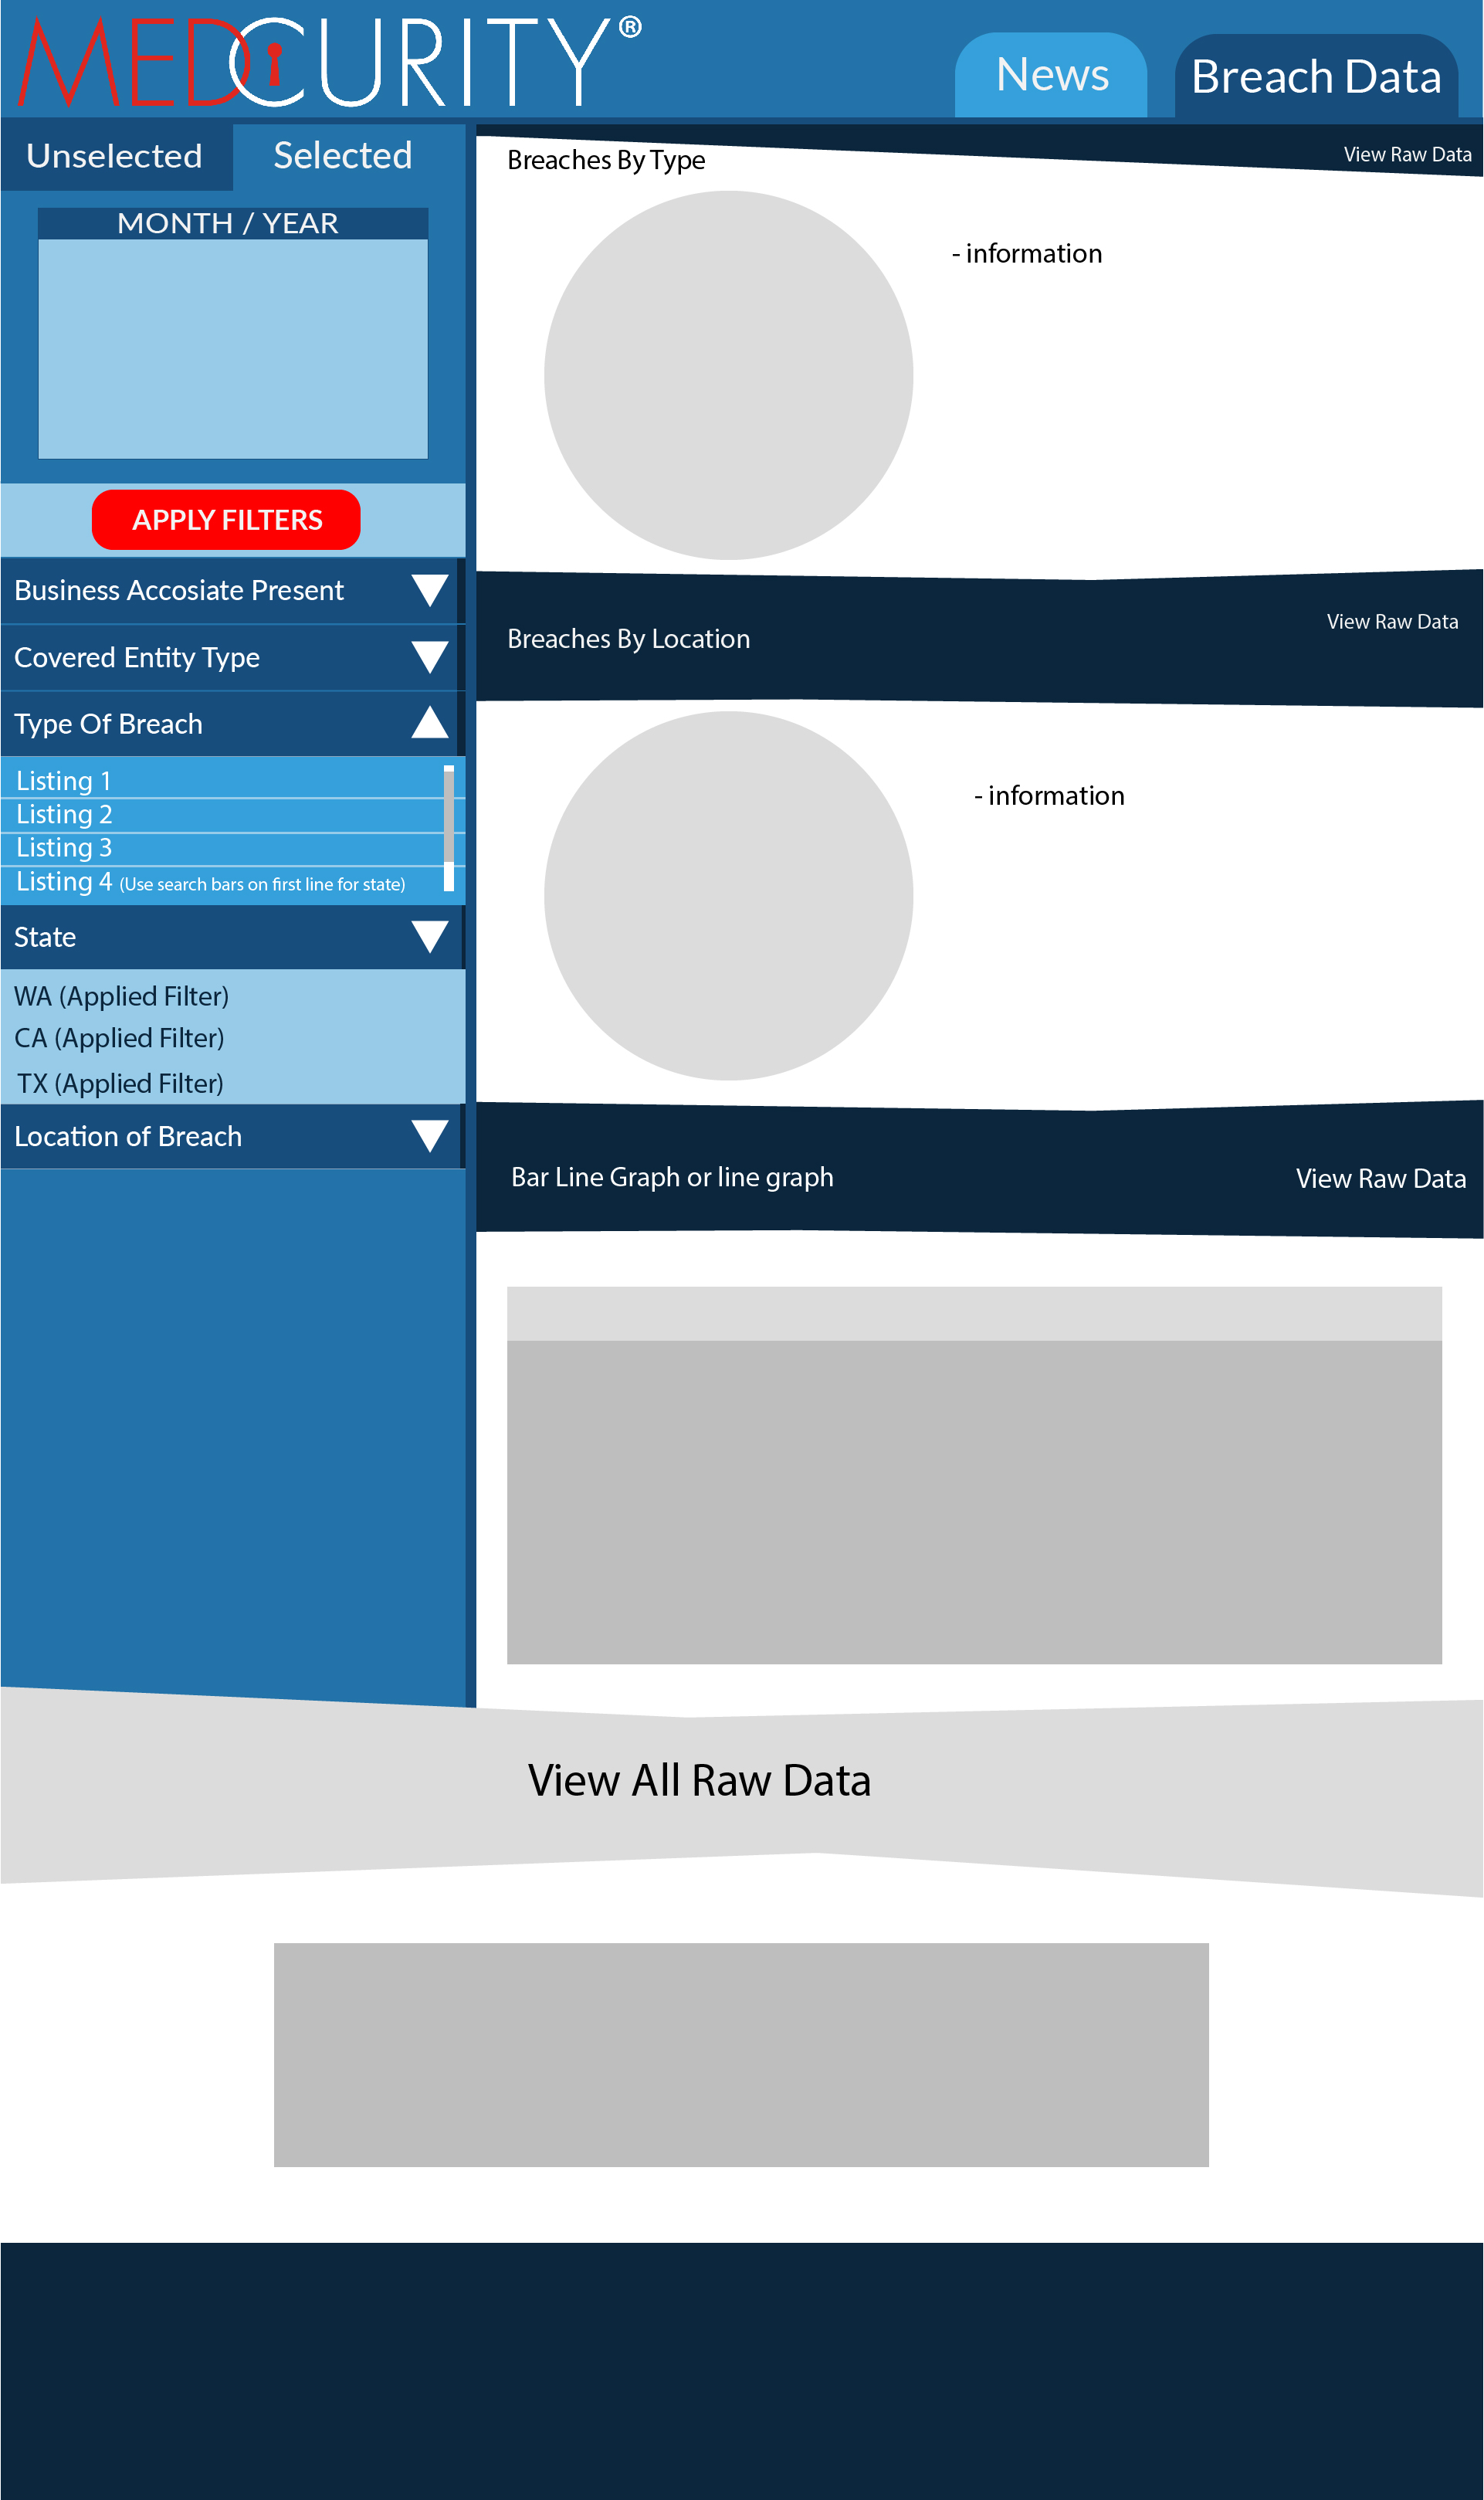 MEDCURITY®
News
Breach Data
Unselected
Selected
MONTH / YEAR
APPLY FILTERS
Business Accosiate Present
Covered Entity Type
Type Of Breach
Listing 1
Listing 2
Listing 3
Listing 4 (Use search bars on first line for state)
State
WA (Applied Filter)
CA (Applied Filter)
TX (Applied Filter)
Location of Breach
Breaches By Type
View Raw Data
- information
Breaches By Location
View Raw Data
- information
Bar Line Graph or line graph
View Raw Data
View All Raw Data